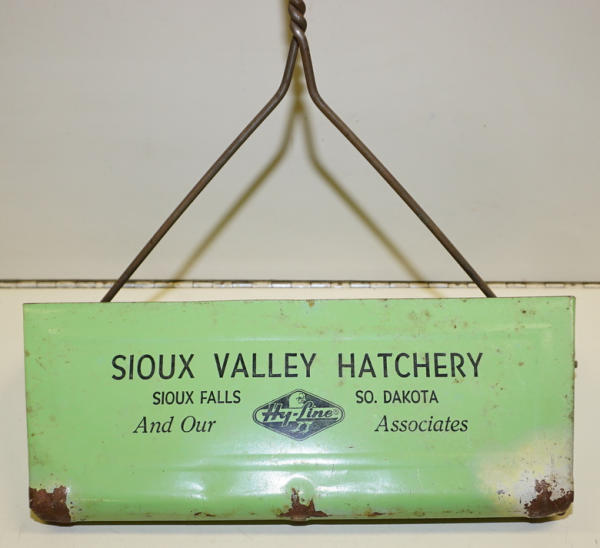 SIOUX VALLEY HATCHERY
SIOUX FALLS Hy-Line SO. DAKOTA
And Our Associates